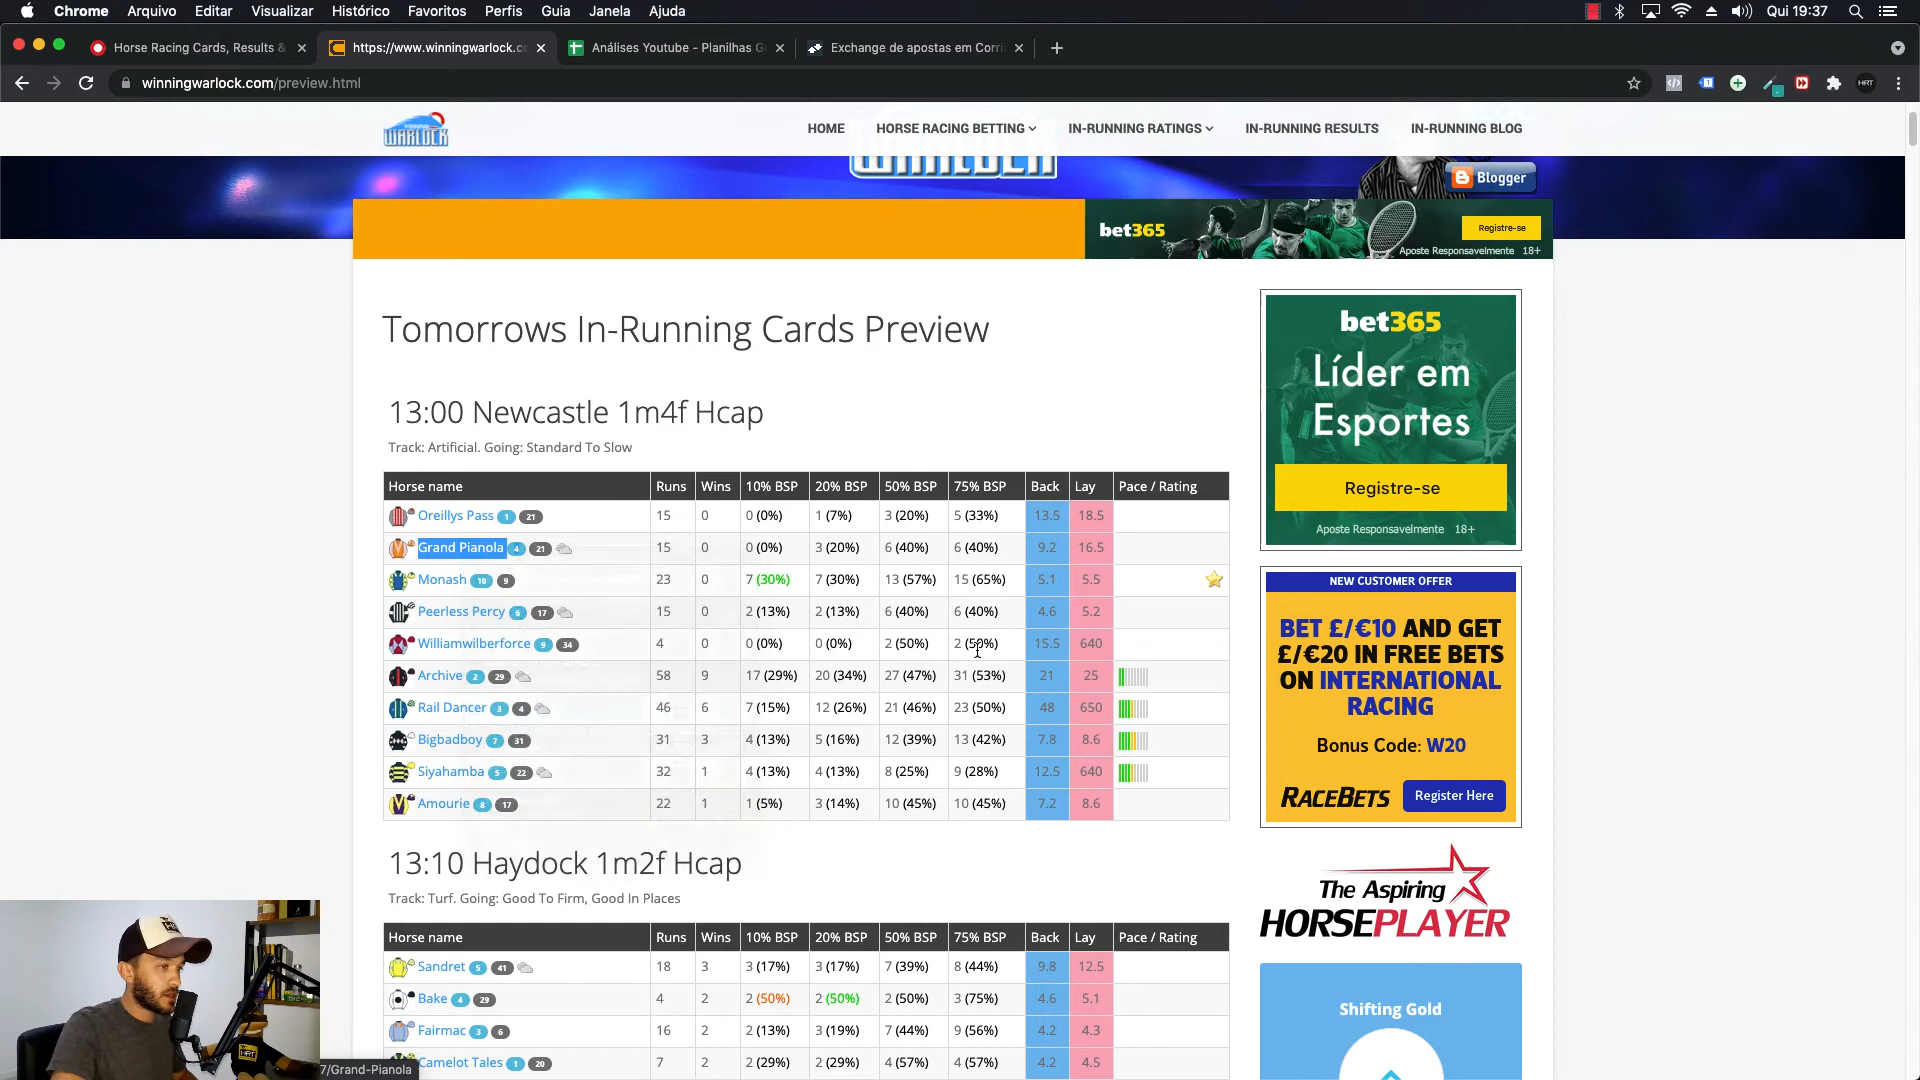 Chrome Arquivo Editar Visualizar Histórico Favoritos Perfis Guia Janela Ajuda Qui 19:37
Horse Racing Cards, Results & https://www.winningwarlock.co Análises Youtube - Planilhas G Exchange de apostas em Corri
winningwarlock.com/preview.html
WARLOCK HOME HORSE RACING BETTING IN-RUNNING RATINGS IN-RUNNING RESULTS IN-RUNNING BLOG
WARLOCK
Blogger
bet365 Registre-se
Aposte Responsavelmente 18+
Tomorrows In-Running Cards Preview
13:00 Newcastle 1m4f Hcap
Track: Artificial. Going: Standard To Slow
Horse name Runs Wins 10% BSP 20% BSP 50% BSP 75% BSP Back Lay Pace / Rating
Oreillys Pass 1 21 15 0 0 (0%) 1 (7%) 3 (20%) 5 (33%) 13.5 18.5
Grand Pianola 4 21 15 0 0 (0%) 3 (20%) 6 (40%) 6 (40%) 9.2 16.5
Monash 10 9 23 0 7 (30%) 7 (30%) 13 (57%) 15 (65%) 5.1 5.5
Peerless Percy 6 17 15 0 2 (13%) 2 (13%) 6 (40%) 6 (40%) 4.6 5.2
Williamwilberforce 9 34 4 0 0 (0%) 0 (0%) 2 (50%) 2 (50%) 15.5 640
Archive 2 29 58 9 17 (29%) 20 (34%) 27 (47%) 31 (53%) 21 25
Rail Dancer 3 4 46 6 7 (15%) 12 (26%) 21 (46%) 23 (50%) 48 650
Bigbadboy 7 31 31 3 4 (13%) 5 (16%) 12 (39%) 13 (42%) 7.8 8.6
Siyahamba 5 22 32 1 4 (13%) 4 (13%) 8 (25%) 9 (28%) 12.5 640
Amourie 8 17 22 1 1 (5%) 3 (14%) 10 (45%) 10 (45%) 7.2 8.6
13:10 Haydock 1m2f Hcap
Track: Turf. Going: Good To Firm, Good In Places
Horse name Runs Wins 10% BSP 20% BSP 50% BSP 75% BSP Back Lay Pace / Rating
Sandret 5 41 18 3 3 (17%) 3 (17%) 7 (39%) 8 (44%) 9.8 12.5
Bake 4 29 4 2 2 (50%) 2 (50%) 2 (50%) 3 (75%) 4.6 5.1
Fairmac 3 6 16 2 2 (13%) 3 (19%) 7 (44%) 9 (56%) 4.2 4.3
Camelot Tales 1 20 7 2 2 (29%) 2 (29%) 4 (57%) 4 (57%) 4.2 4.5
bet365
Líder em
Esportes
Registre-se
Aposte Responsavelmente 18+
NEW CUSTOMER OFFER
BET £/€10 AND GET
£/€20 IN FREE BETS
ON INTERNATIONAL
RACING
Bonus Code: W20
RACEBETS Register Here
The Aspiring
HORSEPLAYER
Shifting Gold
HRT
7/Grand-Pianola